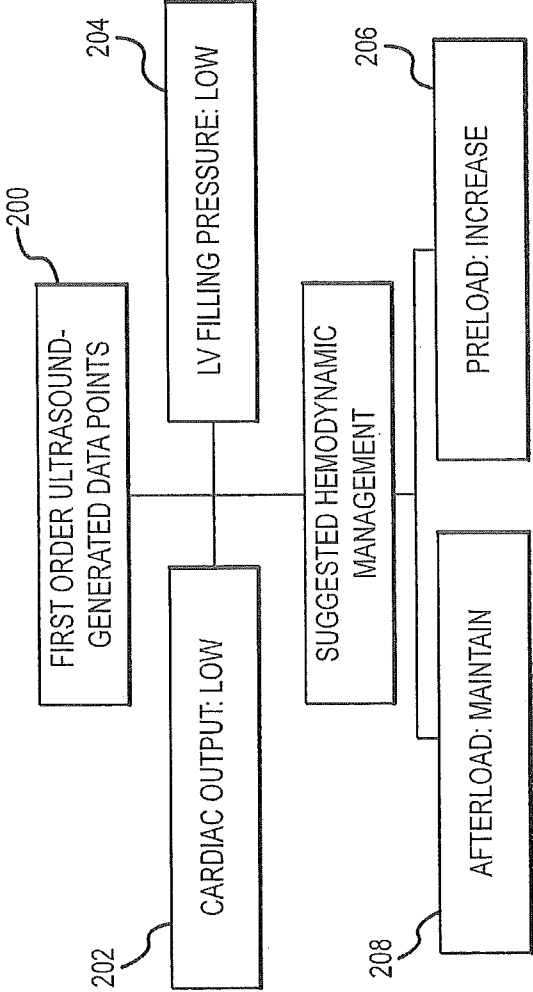 200
FIRST ORDER ULTRASOUND-
GENERATED DATA POINTS
202
CARDIAC OUTPUT: LOW
204
LV FILLING PRESSURE: LOW
SUGGESTED HEMODYNAMIC
MANAGEMENT
208
AFTERLOAD: MAINTAIN
206
PRELOAD: INCREASE